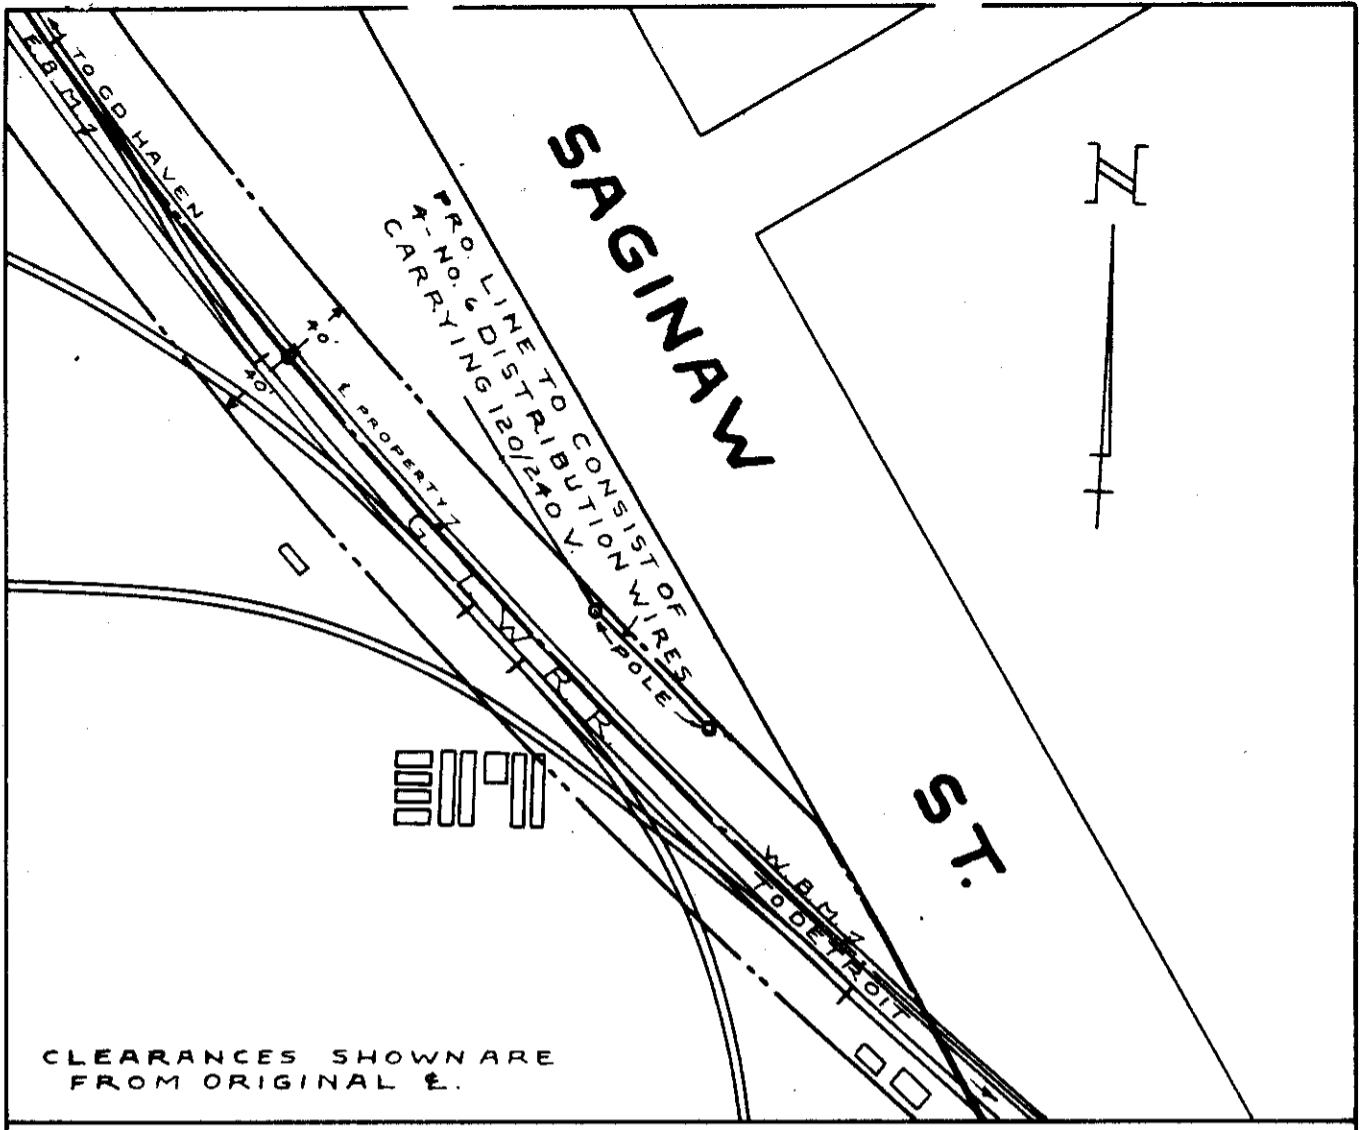 TO GD HAVEN
E. B. M. L.
SAGINAW
ST.
N
PRO. LINE TO CONSIST OF
4-NO. 6 DISTRIBUTION WIRES
CARRYING 120/240 V.
40'
40'
℄ PROPERTY
G. T. W. R. R.
POLE
W. B. M. L.
TO DETROIT
CLEARANCES SHOWN ARE
FROM ORIGINAL ℄.